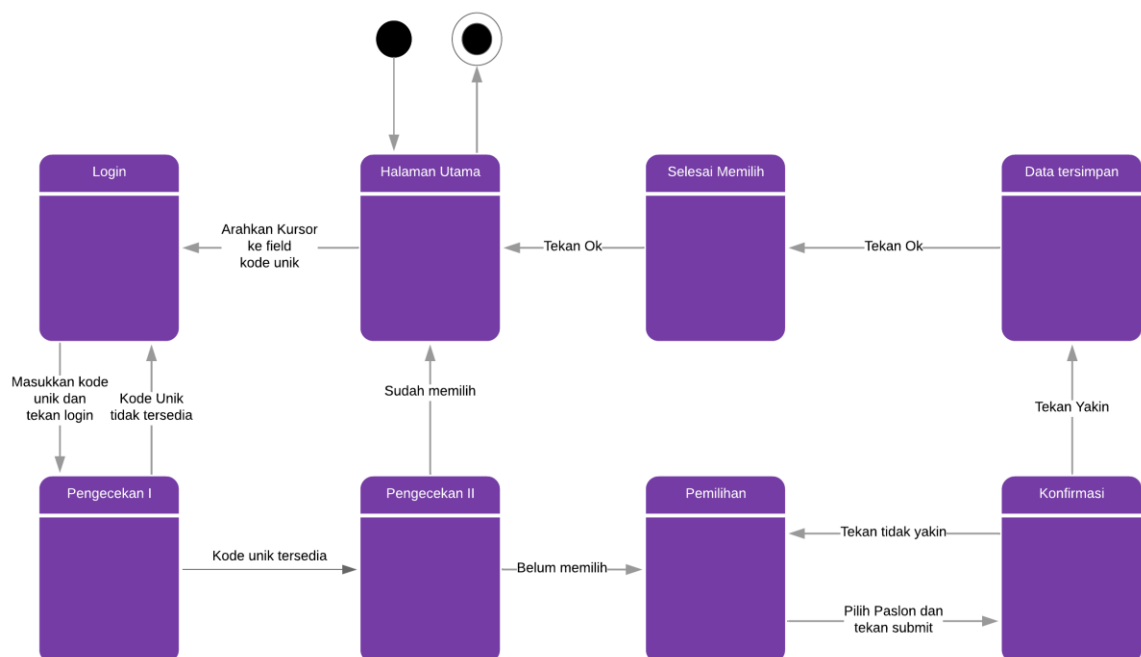 Login
Halaman Utama
Selesai Memilih
Data tersimpan
Arahkan Kursor
ke field
kode unik
Tekan Ok
Tekan Ok
Masukkan kode
unik dan
tekan login
Kode Unik
tidak tersedia
Sudah memilih
Tekan Yakin
Pengecekan I
Pengecekan II
Pemilihan
Konfirmasi
Kode unik tersedia
Belum memilih
Tekan tidak yakin
Pilih Paslon dan
tekan submit